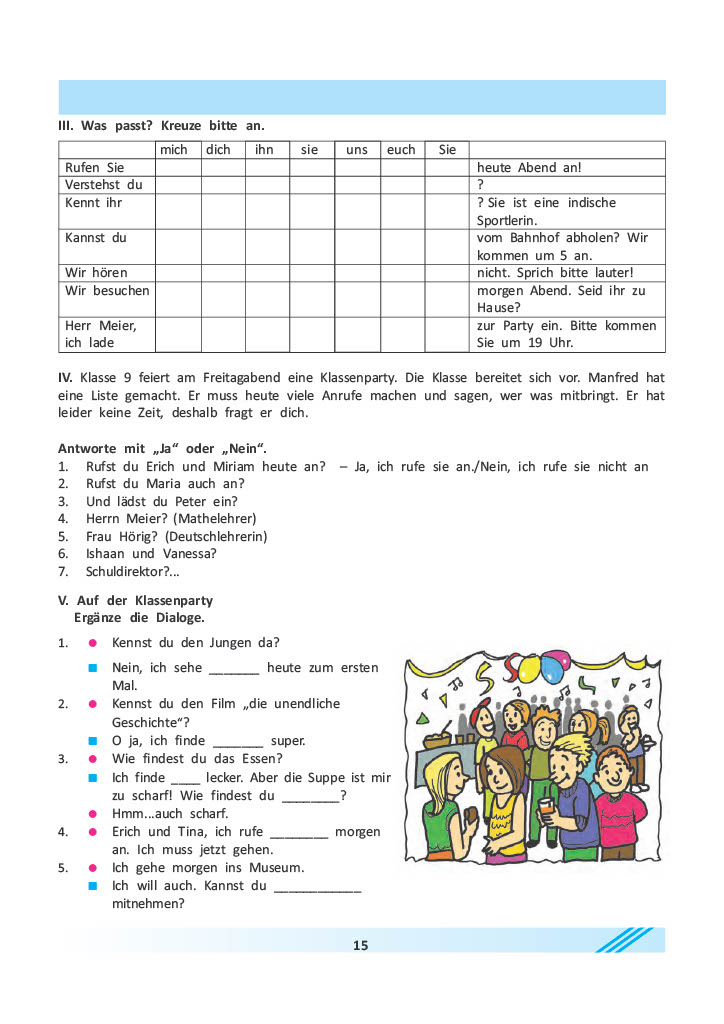 III. Was passt? Kreuze bitte an.
mich dich ihn sie uns euch Sie
Rufen Sie heute Abend an!
Verstehst du ?
Kennt ihr ? Sie ist eine indische
Sportlerin.
Kannst du vom Bahnhof abholen? Wir
kommen um 5 an.
Wir hören nicht. Sprich bitte lauter!
Wir besuchen morgen Abend. Seid ihr zu
Hause?
Herr Meier, zur Party ein. Bitte kommen
ich lade Sie um 19 Uhr.
IV. Klasse 9 feiert am Freitagabend eine Klassenparty. Die Klasse bereitet sich vor. Manfred hat
eine Liste gemacht. Er muss heute viele Anrufe machen und sagen, wer was mitbringt. Er hat
leider keine Zeit, deshalb fragt er dich.
Antworte mit „Ja“ oder „Nein“.
1. Rufst du Erich und Miriam heute an? – Ja, ich rufe sie an./Nein, ich rufe sie nicht an
2. Rufst du Maria auch an?
3. Und lädst du Peter ein?
4. Herrn Meier? (Mathelehrer)
5. Frau Hörig? (Deutschlehrerin)
6. Ishaan und Vanessa?
7. Schuldirektor?...
V. Auf der Klassenparty
Ergänze die Dialoge.
1. ● Kennst du den Jungen da?
■ Nein, ich sehe _______ heute zum ersten
Mal.
2. ● Kennst du den Film „die unendliche
Geschichte“?
■ O ja, ich finde _______ super.
3. ● Wie findest du das Essen?
■ Ich finde ____ lecker. Aber die Suppe ist mir
zu scharf! Wie findest du ________?
● Hmm...auch scharf.
4. ● Erich und Tina, ich rufe ________ morgen
an. Ich muss jetzt gehen.
5. ● Ich gehe morgen ins Museum.
■ Ich will auch. Kannst du ____________
mitnehmen?
15